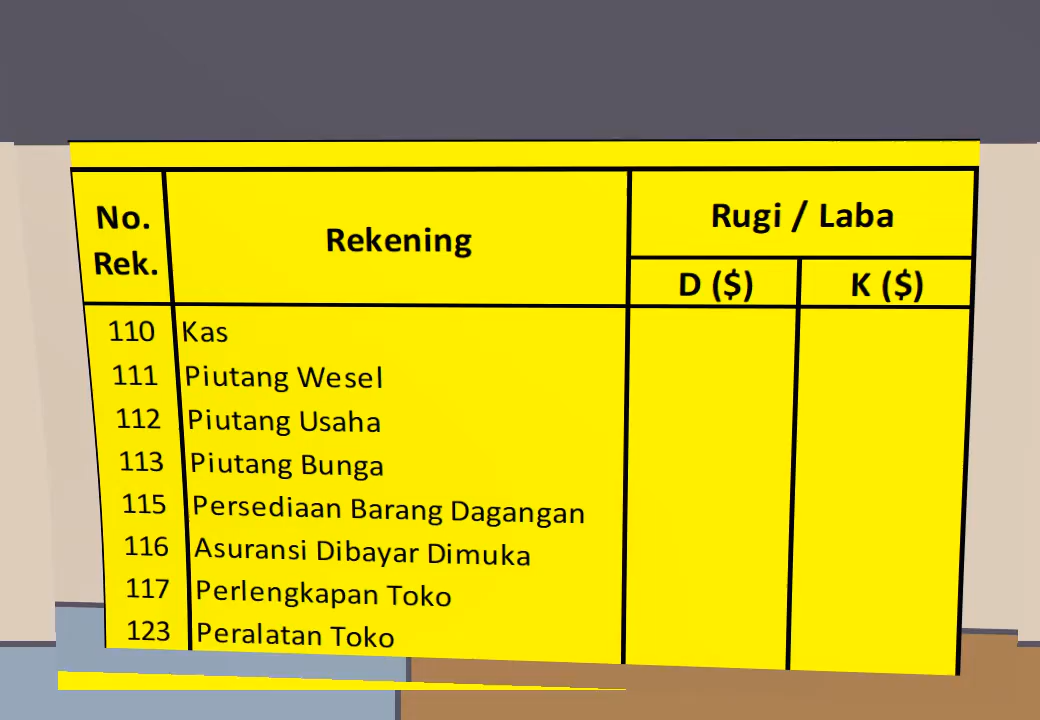 No. Rek.
Rekening
Rugi / Laba
D ($)
K ($)
110 Kas
111 Piutang Wesel
112 Piutang Usaha
113 Piutang Bunga
115 Persediaan Barang Dagangan
116 Asuransi Dibayar Dimuka
117 Perlengkapan Toko
123 Peralatan Toko